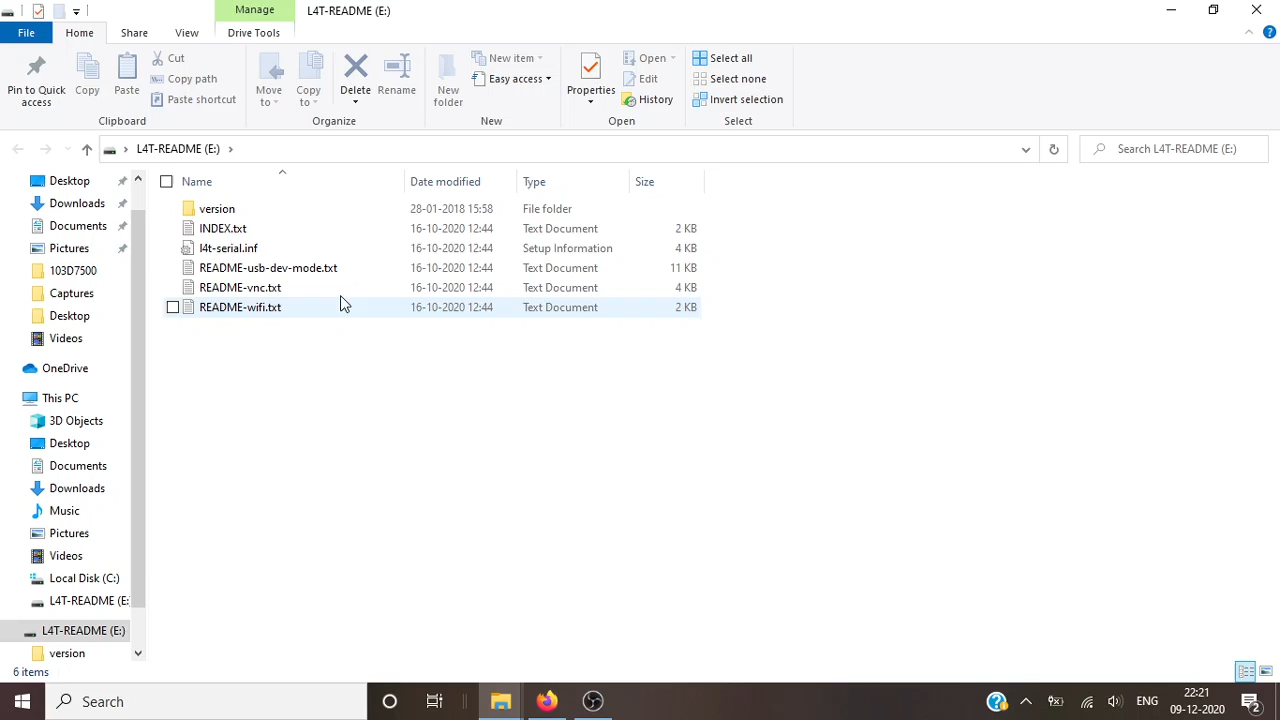 Manage
L4T-README (E:)
File
Home
Share
View
Drive Tools
Pin to Quick access
Copy
Paste
Cut
Copy path
Paste shortcut
Clipboard
Move to
Copy to
Delete
Rename
Organize
New folder
New item
Easy access
New
Properties
Open
Edit
History
Open
Select all
Select none
Invert selection
Select
L4T-README (E:)
Search L4T-README (E:)
Name Date modified Type Size
version 28-01-2018 15:58 File folder
INDEX.txt 16-10-2020 12:44 Text Document 2 KB
l4t-serial.inf 16-10-2020 12:44 Setup Information 4 KB
README-usb-dev-mode.txt 16-10-2020 12:44 Text Document 11 KB
README-vnc.txt 16-10-2020 12:44 Text Document 4 KB
README-wifi.txt 16-10-2020 12:44 Text Document 2 KB
Desktop
Downloads
Documents
Pictures
103D7500
Captures
Desktop
Videos
OneDrive
This PC
3D Objects
Desktop
Documents
Downloads
Music
Pictures
Videos
Local Disk (C:)
L4T-README (E:
L4T-README (E:)
version
6 items
Search
ENG
22:21
09-12-2020
2